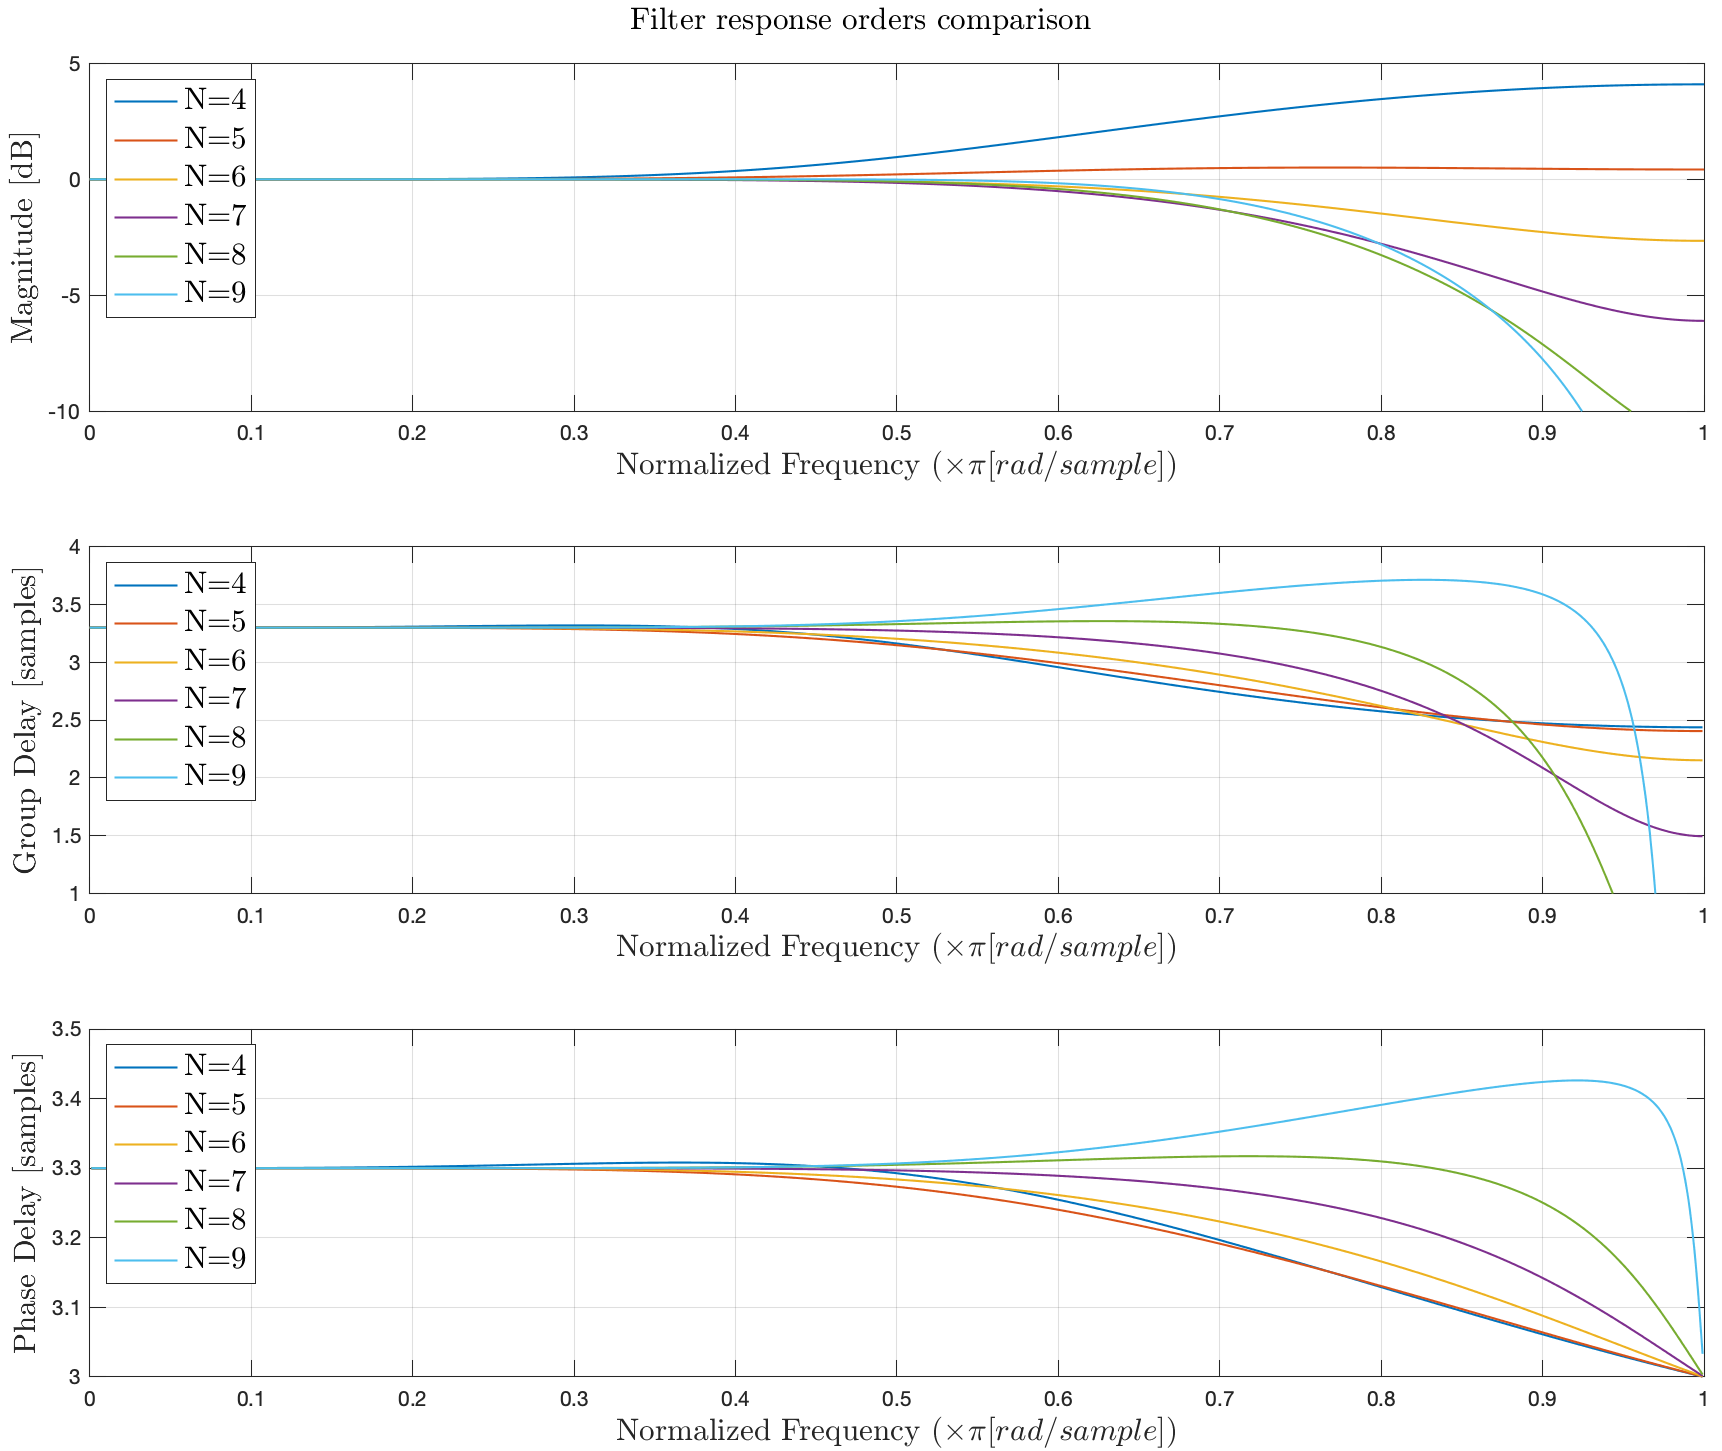 Filter response orders comparison
5
0
-5
-10
Magnitude [dB]
N=4
N=5
N=6
N=7
N=8
N=9
0 0.1 0.2 0.3 0.4 0.5 0.6 0.7 0.8 0.9 1
Normalized Frequency (×π[rad/sample])
4
3.5
3
2.5
2
1.5
1
Group Delay [samples]
N=4
N=5
N=6
N=7
N=8
N=9
0 0.1 0.2 0.3 0.4 0.5 0.6 0.7 0.8 0.9 1
Normalized Frequency (×π[rad/sample])
3.5
3.4
3.3
3.2
3.1
3
Phase Delay [samples]
N=4
N=5
N=6
N=7
N=8
N=9
0 0.1 0.2 0.3 0.4 0.5 0.6 0.7 0.8 0.9 1
Normalized Frequency (×π[rad/sample])